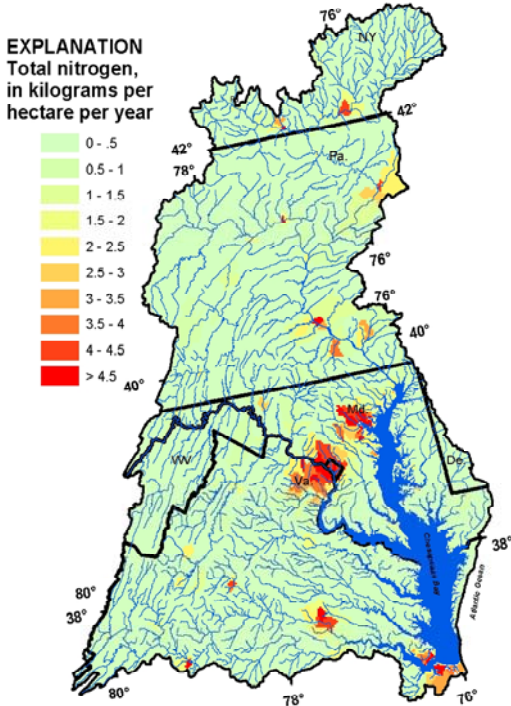 76°
EXPLANATION
Total nitrogen,
in kilograms per
hectare per year
NY
42°
42°
78°
Pa.
0 - .5
0.5 - 1
1 - 1.5
1.5 - 2
2 - 2.5
2.5 - 3
3 - 3.5
3.5 - 4
4 - 4.5
> 4.5
76°
76°
40°
40°
Md.
WV
De.
Va.
38°
Chesapeake Bay
Atlantic Ocean
80°
38°
80°
78°
76°